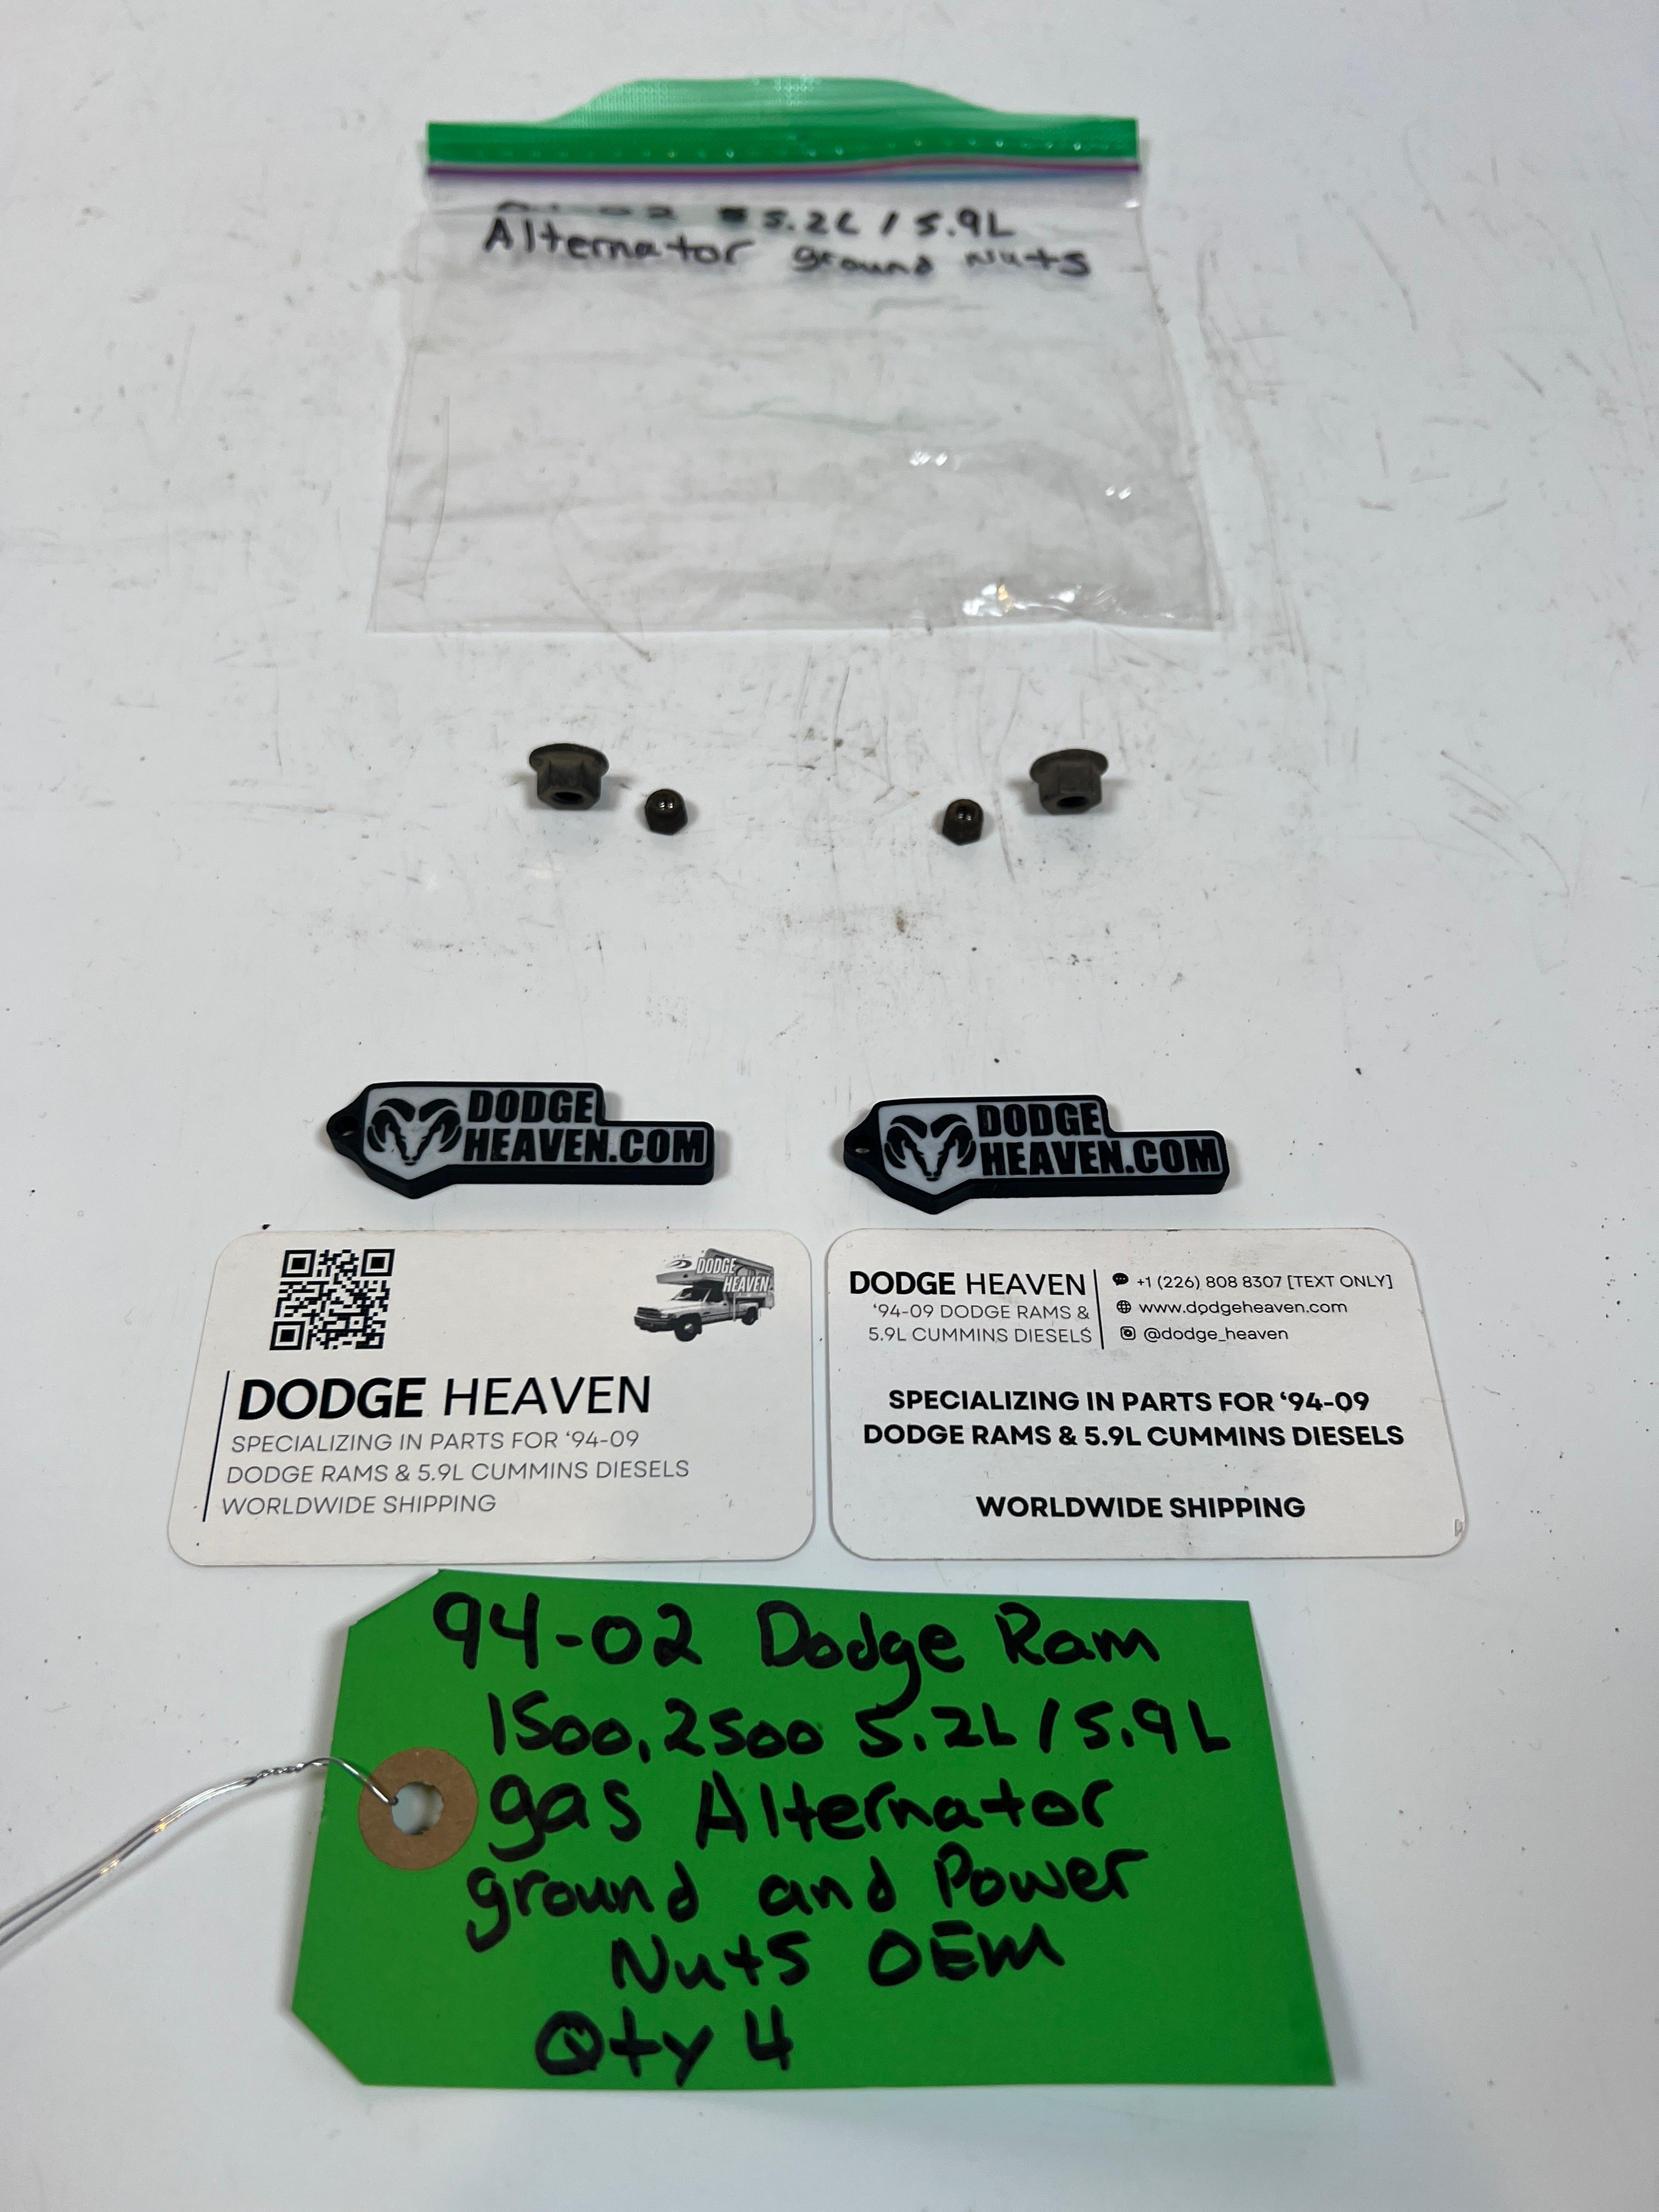 5.2L / 5.9L
Alternator ground Nuts
DODGE
HEAVEN.COM
DODGE
HEAVEN.COM
DODGE
HEAVEN
DODGE HEAVEN
SPECIALIZING IN PARTS FOR ‘94-09
DODGE RAMS & 5.9L CUMMINS DIESELS
WORLDWIDE SHIPPING
DODGE HEAVEN
‘94-09 DODGE RAMS &
5.9L CUMMINS DIESELS
+1 (226) 808 8307 [TEXT ONLY]
www.dodgeheaven.com
@dodge_heaven
SPECIALIZING IN PARTS FOR ‘94-09
DODGE RAMS & 5.9L CUMMINS DIESELS
WORLDWIDE SHIPPING
94-02 Dodge Ram
1500, 2500 5.2L / 5.9L
gas Alternator
ground and Power
Nuts OEM
Qty 4